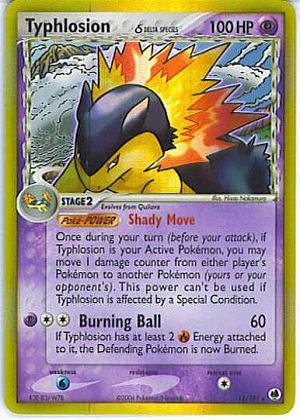 Typhlosion δ DELTA SPECIES 100 HP
Illus. Hisao Nakamura
STAGE 2 Evolves from Quilava
POKé-POWER Shady Move
Once during your turn (before your attack), if
Typhlosion is your Active Pokémon, you may
move 1 damage counter from either player's
Pokémon to another Pokémon (yours or your
opponent's). This power can't be used if
Typhlosion is affected by a Special Condition.
Burning Ball 60
If Typhlosion has at least 2 Energy attached
to it, the Defending Pokémon is now Burned.
weakness resistance retreat cost
©2006 Pokémon